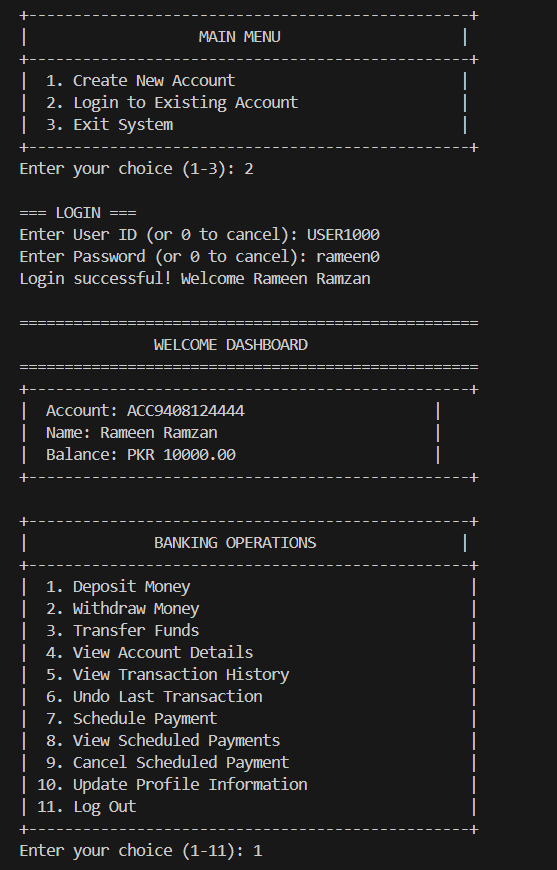 +-------------------------------------------------+
|                   MAIN MENU                    |
+-------------------------------------------------+
|  1. Create New Account                         |
|  2. Login to Existing Account                  |
|  3. Exit System                                |
+-------------------------------------------------+
Enter your choice (1-3): 2

=== LOGIN ===
Enter User ID (or 0 to cancel): USER1000
Enter Password (or 0 to cancel): rameen0
Login successful! Welcome Rameen Ramzan

===================================================
               WELCOME DASHBOARD
===================================================
+-------------------------------------------------+
|  Account: ACC9408124444                     |
|  Name: Rameen Ramzan                        |
|  Balance: PKR 10000.00                      |
+-------------------------------------------------+

+-------------------------------------------------+
|              BANKING OPERATIONS                |
+-------------------------------------------------+
|  1. Deposit Money                               |
|  2. Withdraw Money                              |
|  3. Transfer Funds                              |
|  4. View Account Details                        |
|  5. View Transaction History                    |
|  6. Undo Last Transaction                       |
|  7. Schedule Payment                            |
|  8. View Scheduled Payments                     |
|  9. Cancel Scheduled Payment                    |
| 10. Update Profile Information                  |
| 11. Log Out                                     |
+-------------------------------------------------+
Enter your choice (1-11): 1